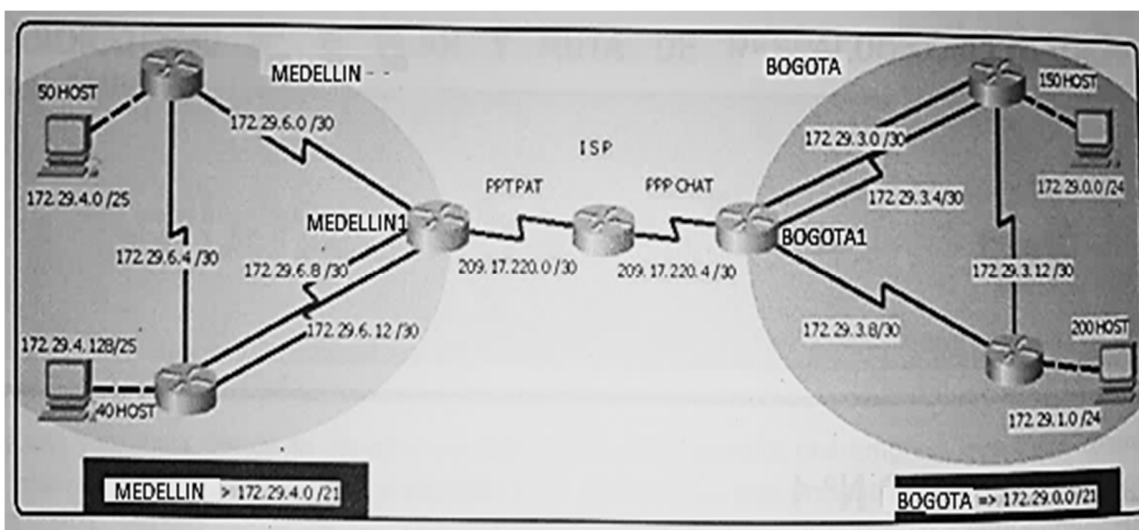 MEDELLIN
BOGOTA
50 HOST
150 HOST
172.29.6.0 /30
172.29.3.0 /30
ISP
172.29.4.0 /25
PPT PAT
PPP CHAT
172.29.3.4/30
172.29.0.0 /24
MEDELLIN1
BOGOTA1
172.29.6.4 /30
172.29.6.8 /30
209.17.220.0 /30
209.17.220.4 /30
172.29.3.12 /30
172.29.6.12 /30
172.29.3.8/30
200 HOST
172.29.4.128/25
40 HOST
172.29.1.0 /24
MEDELLIN > 172.29.4.0 /21
BOGOTA => 172.29.0.0 /21